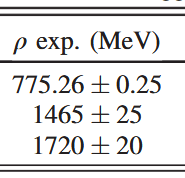 ρ exp. (MeV)
775.26 ± 0.25
1465 ± 25
1720 ± 20